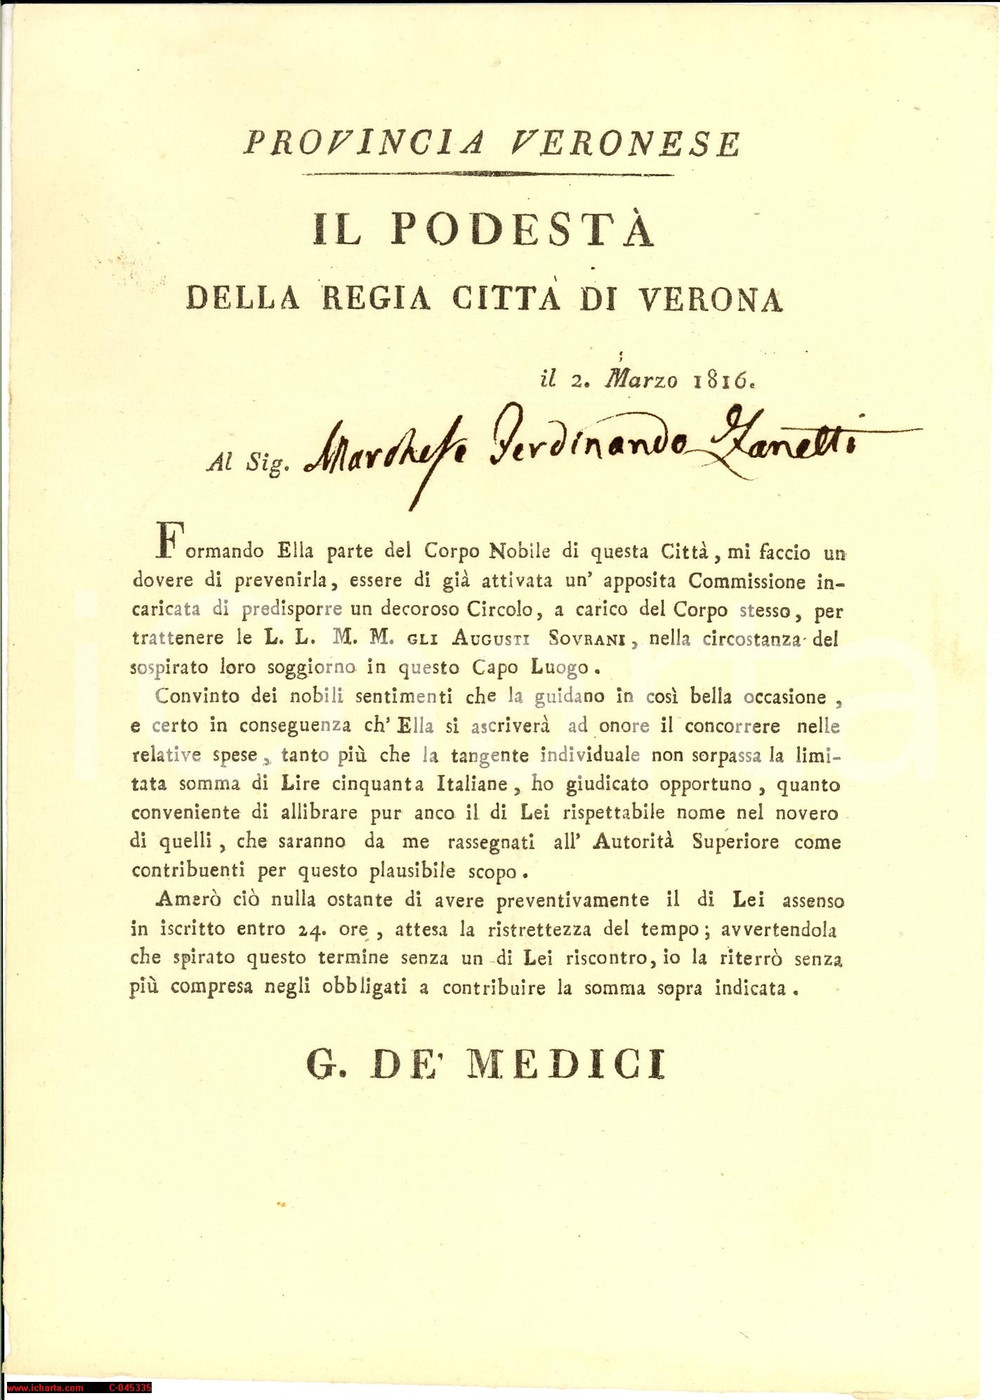 PROVINCIA VERONESE
IL PODESTÀ
DELLA REGIA CITTÀ DI VERONA
il 2. Marzo 1816.
Al Sig. Marchese Ferdinando Zanetti
Formando Ella parte del Corpo Nobile di questa Città, mi faccio un
dovere di prevenirla, essere di già attivata un' apposita Commissione in-
caricata di predisporre un decoroso Circolo, a carico del Corpo stesso, per
trattenere le L. L. M. M. GLI AUGUSTI SOVRANI, nella circostanza del
sospirato loro soggiorno in questo Capo Luogo.
Convinto dei nobili sentimenti che la guidano in così bella occasione,
e certo in conseguenza ch' Ella si ascriverà ad onore il concorrere nelle
relative spese, tanto più che la tangente individuale non sorpassa la limi-
tata somma di Lire cinquanta Italiane, ho giudicato opportuno, quanto
conveniente di allibrare pur anco il di Lei rispettabile nome nel novero
di quelli, che saranno da me rassegnati all' Autorità Superiore come
contribuenti per questo plausibile scopo.
Amerò ciò nulla ostante di avere preventivamente il di Lei assenso
in iscritto entro 24. ore, attesa la ristrettezza del tempo; avvertendola
che spirato questo termine senza un di Lei riscontro, io la riterrò senza
più compresa negli obbligati a contribuire la somma sopra indicata.
G. DE' MEDICI
www.icharta.com C-045335